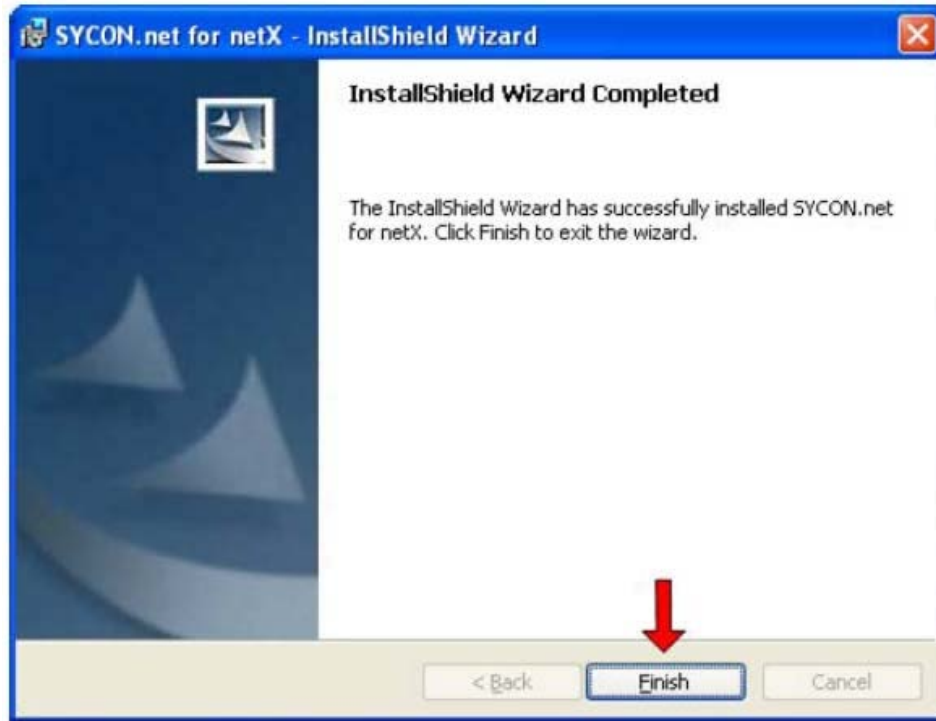 SYCON.net for netX - InstallShield Wizard
InstallShield Wizard Completed
The InstallShield Wizard has successfully installed SYCON.net
for netX. Click Finish to exit the wizard.
< Back
Finish
Cancel